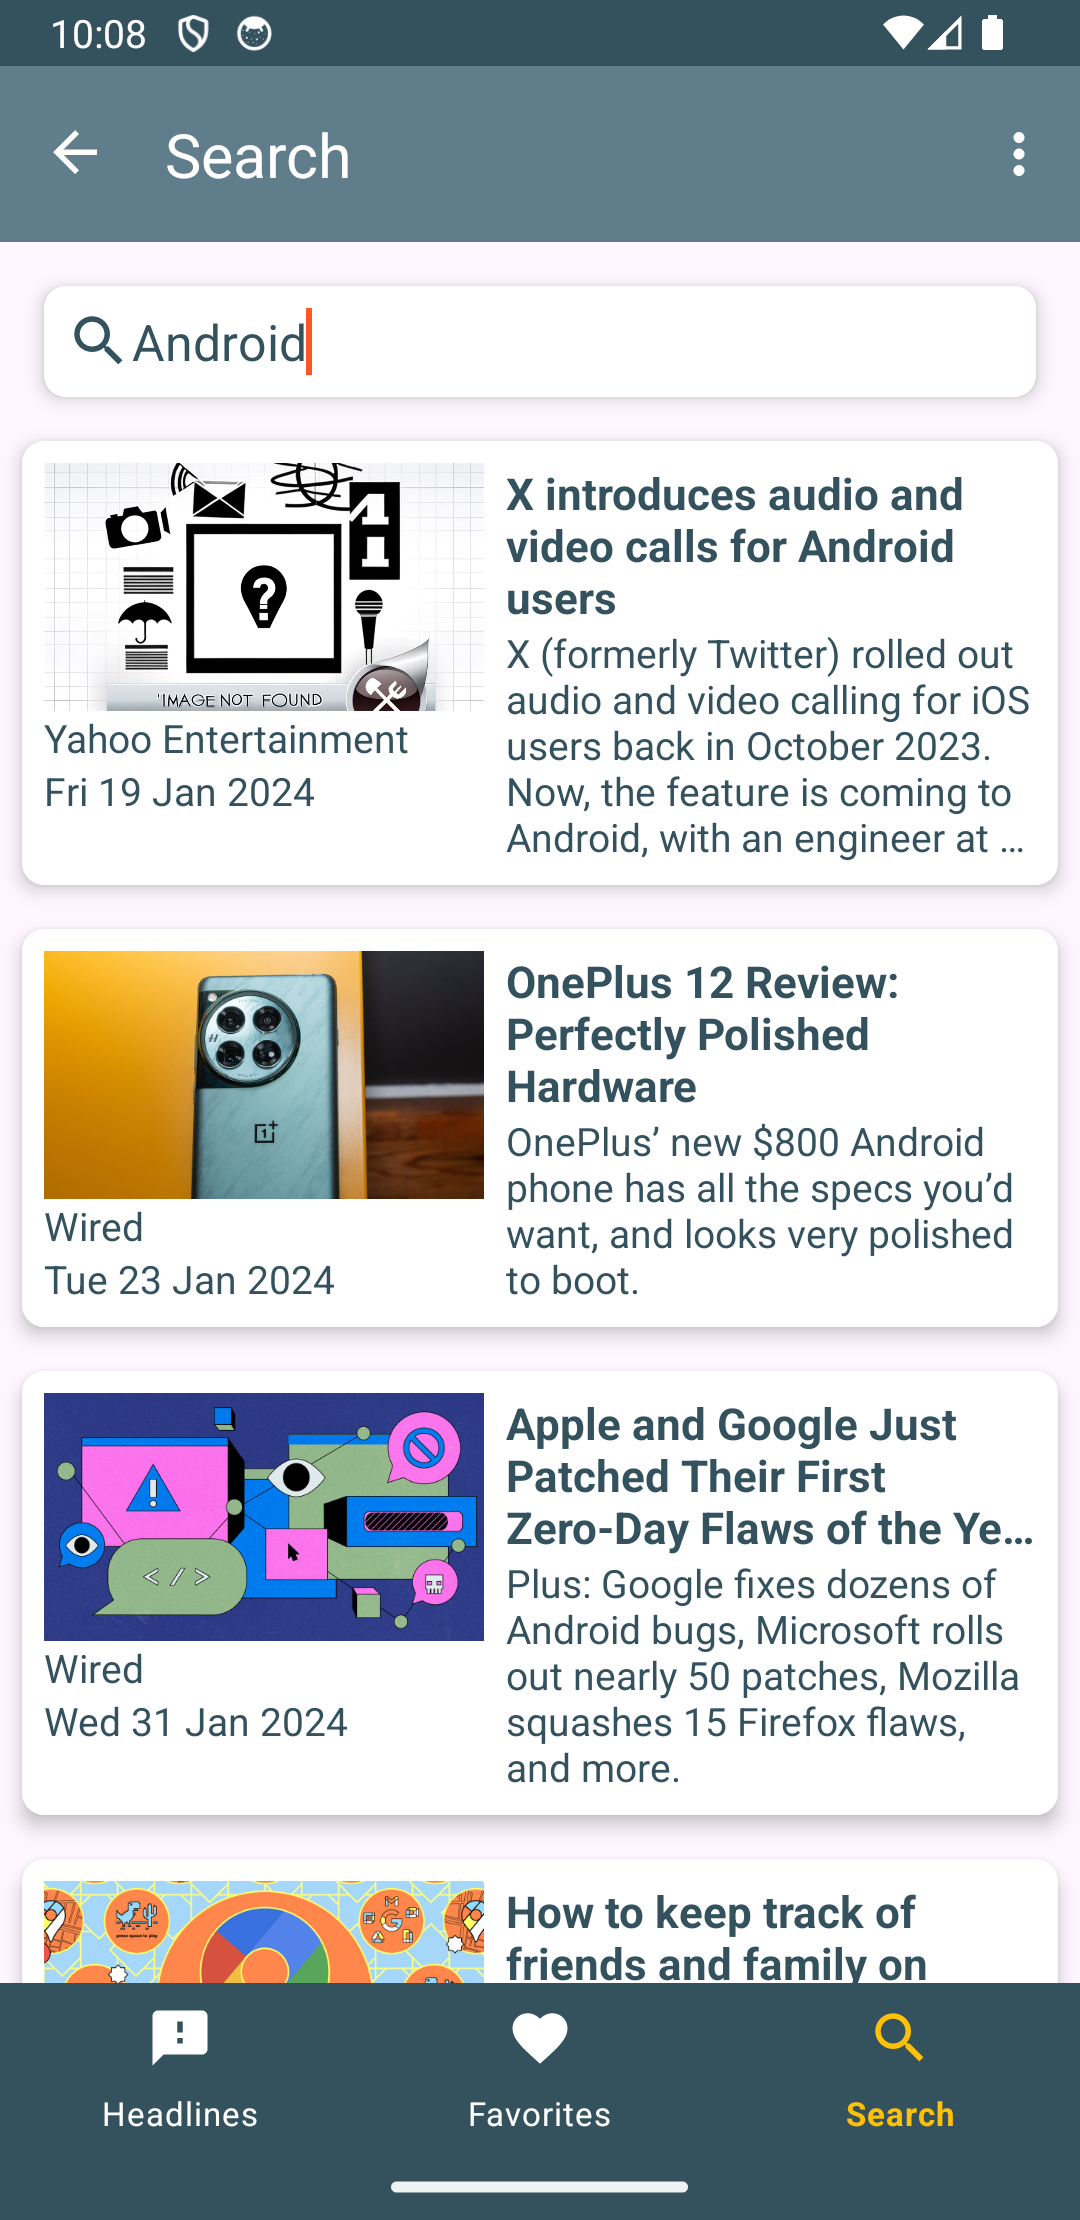 10:08
Search
Android
X introduces audio and
video calls for Android
users
X (formerly Twitter) rolled out
audio and video calling for iOS
users back in October 2023.
Now, the feature is coming to
Android, with an engineer at ...
41
"IMAGE NOT FOUND
Yahoo Entertainment
Fri 19 Jan 2024
OnePlus 12 Review:
Perfectly Polished
Hardware
OnePlus’ new $800 Android
phone has all the specs you’d
want, and looks very polished
to boot.
Wired
Tue 23 Jan 2024
Apple and Google Just
Patched Their First
Zero-Day Flaws of the Ye...
Plus: Google fixes dozens of
Android bugs, Microsoft rolls
out nearly 50 patches, Mozilla
squashes 15 Firefox flaws,
and more.
</>
Wired
Wed 31 Jan 2024
How to keep track of
friends and family on
press space to play
Headlines
Favorites
Search